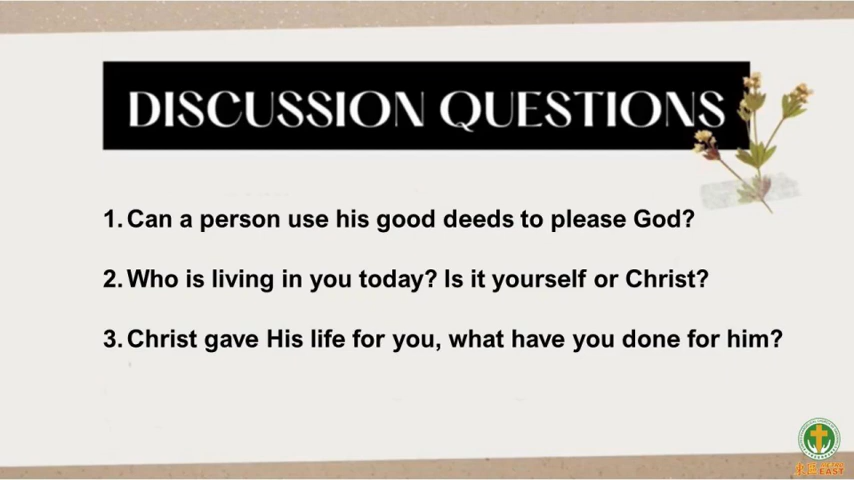 DISCUSSION QUESTIONS
1. Can a person use his good deeds to please God?
2. Who is living in you today? Is it yourself or Christ?
3. Christ gave His life for you, what have you done for him?
EAST